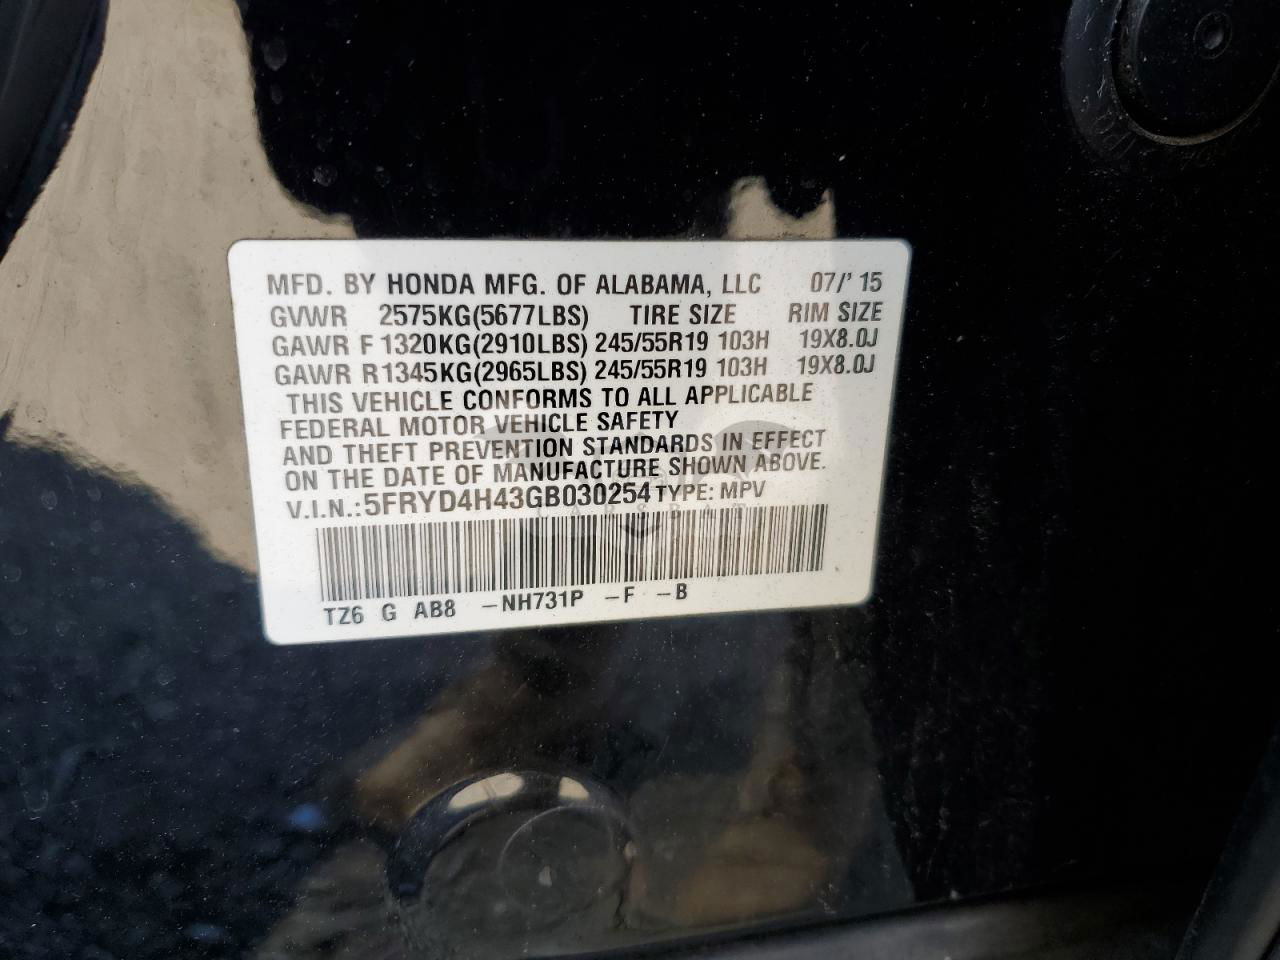 MFD. BY HONDA MFG. OF ALABAMA, LLC 07/' 15
GVWR 2575KG(5677LBS) TIRE SIZE RIM SIZE
GAWR F 1320KG(2910LBS) 245/55R19 103H 19X8.0J
GAWR R1345KG(2965LBS) 245/55R19 103H 19X8.0J
THIS VEHICLE CONFORMS TO ALL APPLICABLE
FEDERAL MOTOR VEHICLE SAFETY
AND THEFT PREVENTION STANDARDS IN EFFECT
ON THE DATE OF MANUFACTURE SHOWN ABOVE.
V.I.N.:5FRYD4H43GB030254 TYPE: MPV
CARSBAT
TZ6 G AB8 -NH731P -F -B